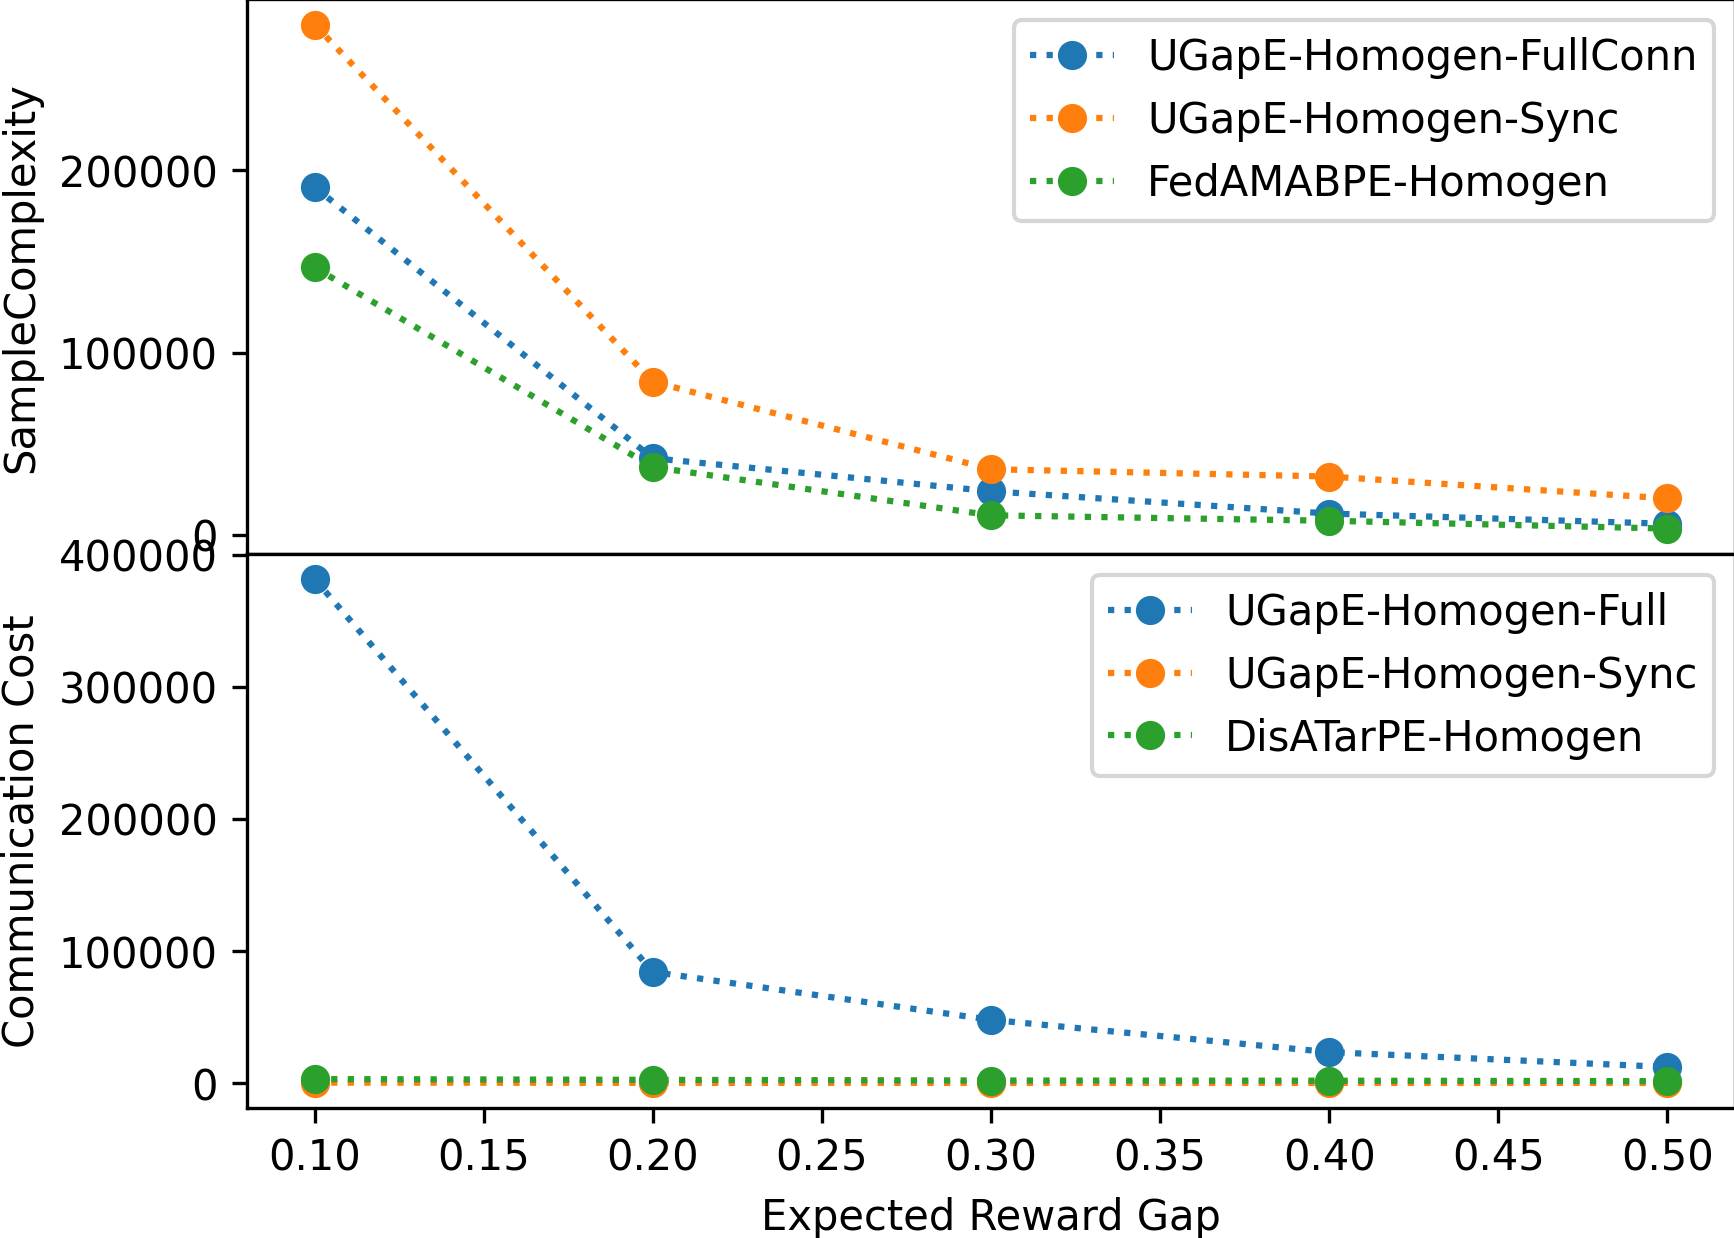 SampleComplexity
200000
100000
0
UGapE-Homogen-FullConn
UGapE-Homogen-Sync
FedAMABPE-Homogen
Communication Cost
400000
300000
200000
100000
0
UGapE-Homogen-Full
UGapE-Homogen-Sync
DisATarPE-Homogen
0.10 0.15 0.20 0.25 0.30 0.35 0.40 0.45 0.50
Expected Reward Gap